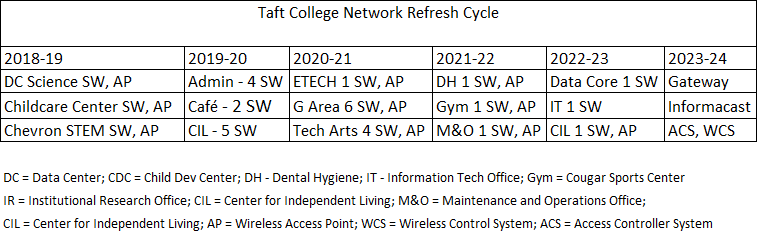 Taft College Network Refresh Cycle
2018-19 2019-20 2020-21 2021-22 2022-23 2023-24
DC Science SW, AP Admin - 4 SW ETECH 1 SW, AP DH 1 SW, AP Data Core 1 SW Gateway
Childcare Center SW, AP Café - 2 SW G Area 6 SW, AP Gym 1 SW, AP IT 1 SW Informacast
Chevron STEM SW, AP CIL - 5 SW Tech Arts 4 SW, AP M&O 1 SW, AP CIL 1 SW, AP ACS, WCS
DC = Data Center; CDC = Child Dev Center; DH - Dental Hygiene; IT - Information Tech Office; Gym = Cougar Sports Center
IR = Institutional Research Office; CIL = Center for Independent Living; M&O = Maintenance and Operations Office;
CIL = Center for Independent Living; AP = Wireless Access Point; WCS = Wireless Control System; ACS = Access Controller System